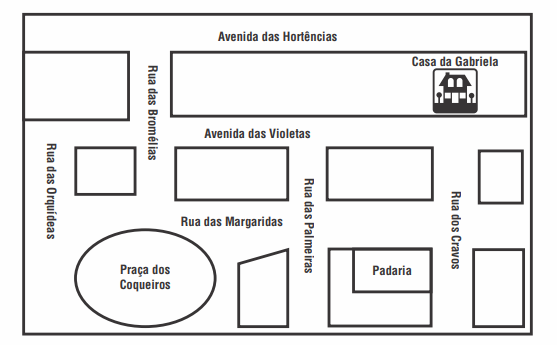 Avenida das Hortências
Casa da Gabriela
Rua das Bromélias
Avenida das Violetas
Rua das Orquídeas
Rua das Palmeiras
Rua dos Cravos
Rua das Margaridas
Praça dos
Coqueiros
Padaria